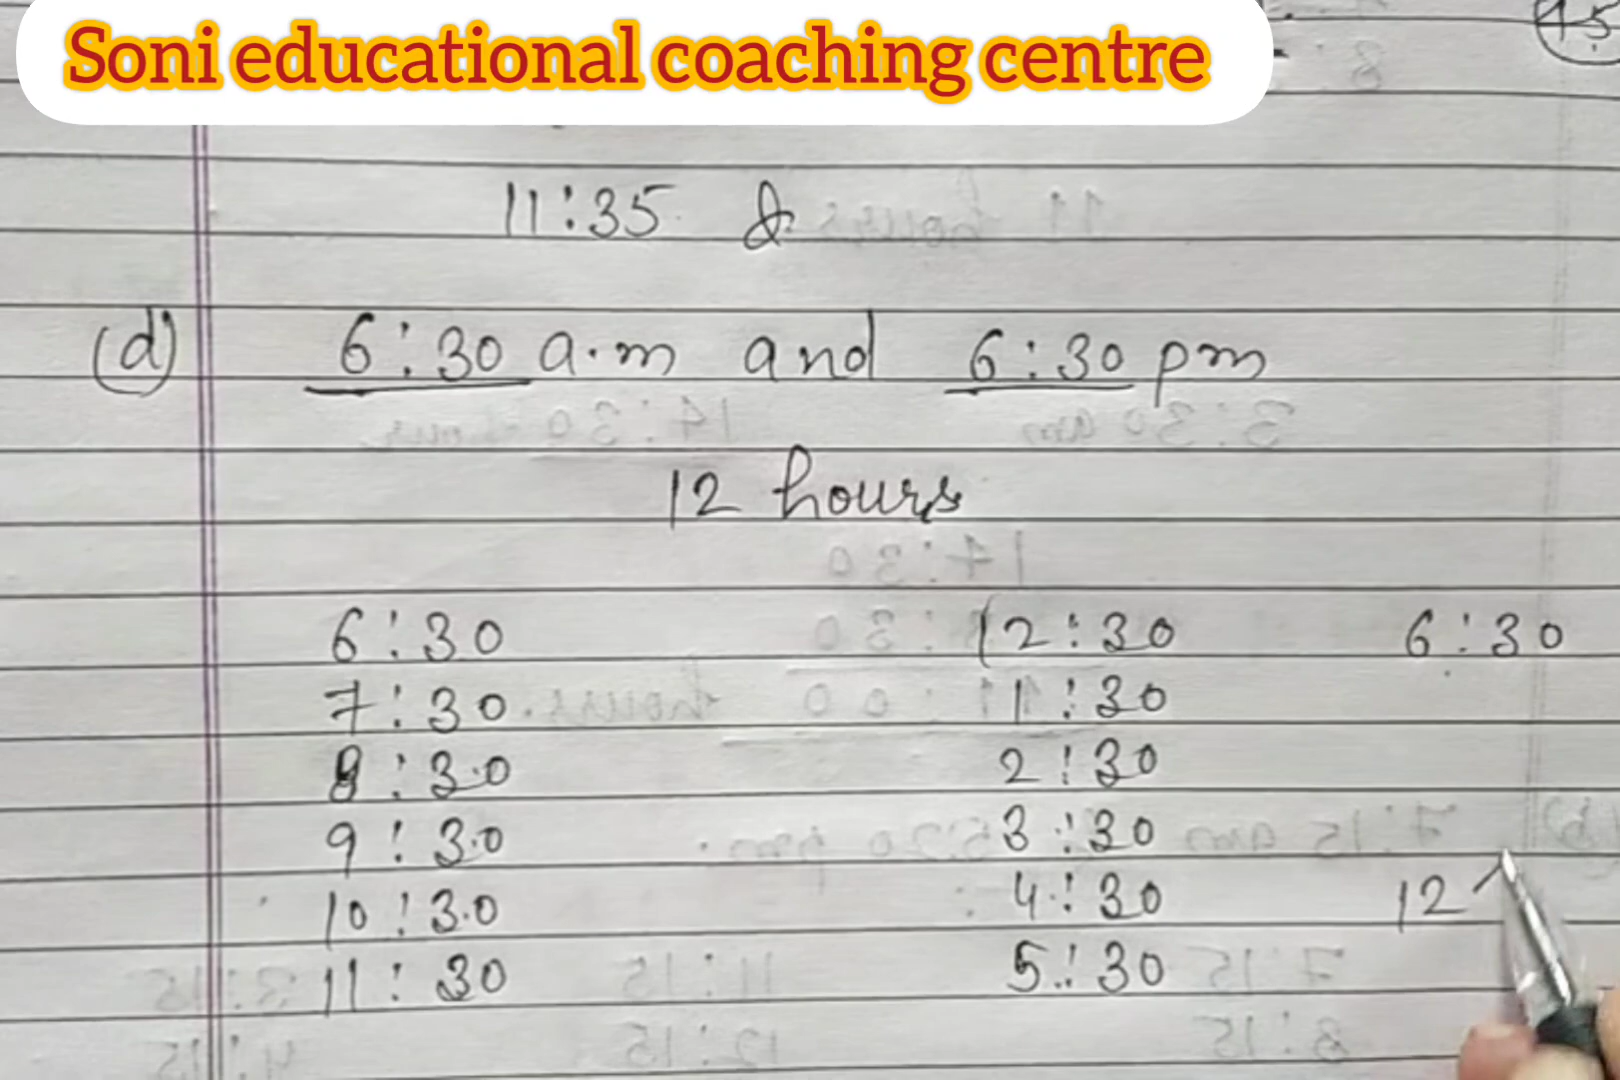 Soni educational coaching centre
45
11:35 &
(d) 6:30 a.m and 6:30 pm
12 hours
6:30 12:30 6:30
7:30 1:30
8:30 2:30
9:30 3:30
10:30 4:30 12
11:30 5:30